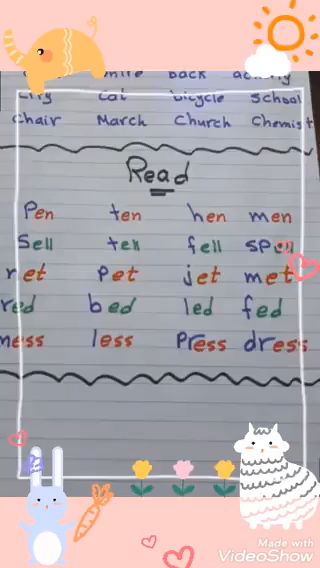 back
City cat bicycle School
Chair March Church Chemist
Read
Pen ten hen men
Sell tell fell
pet jet met
red bed led fed
less Press dress
Made with
VideoShow